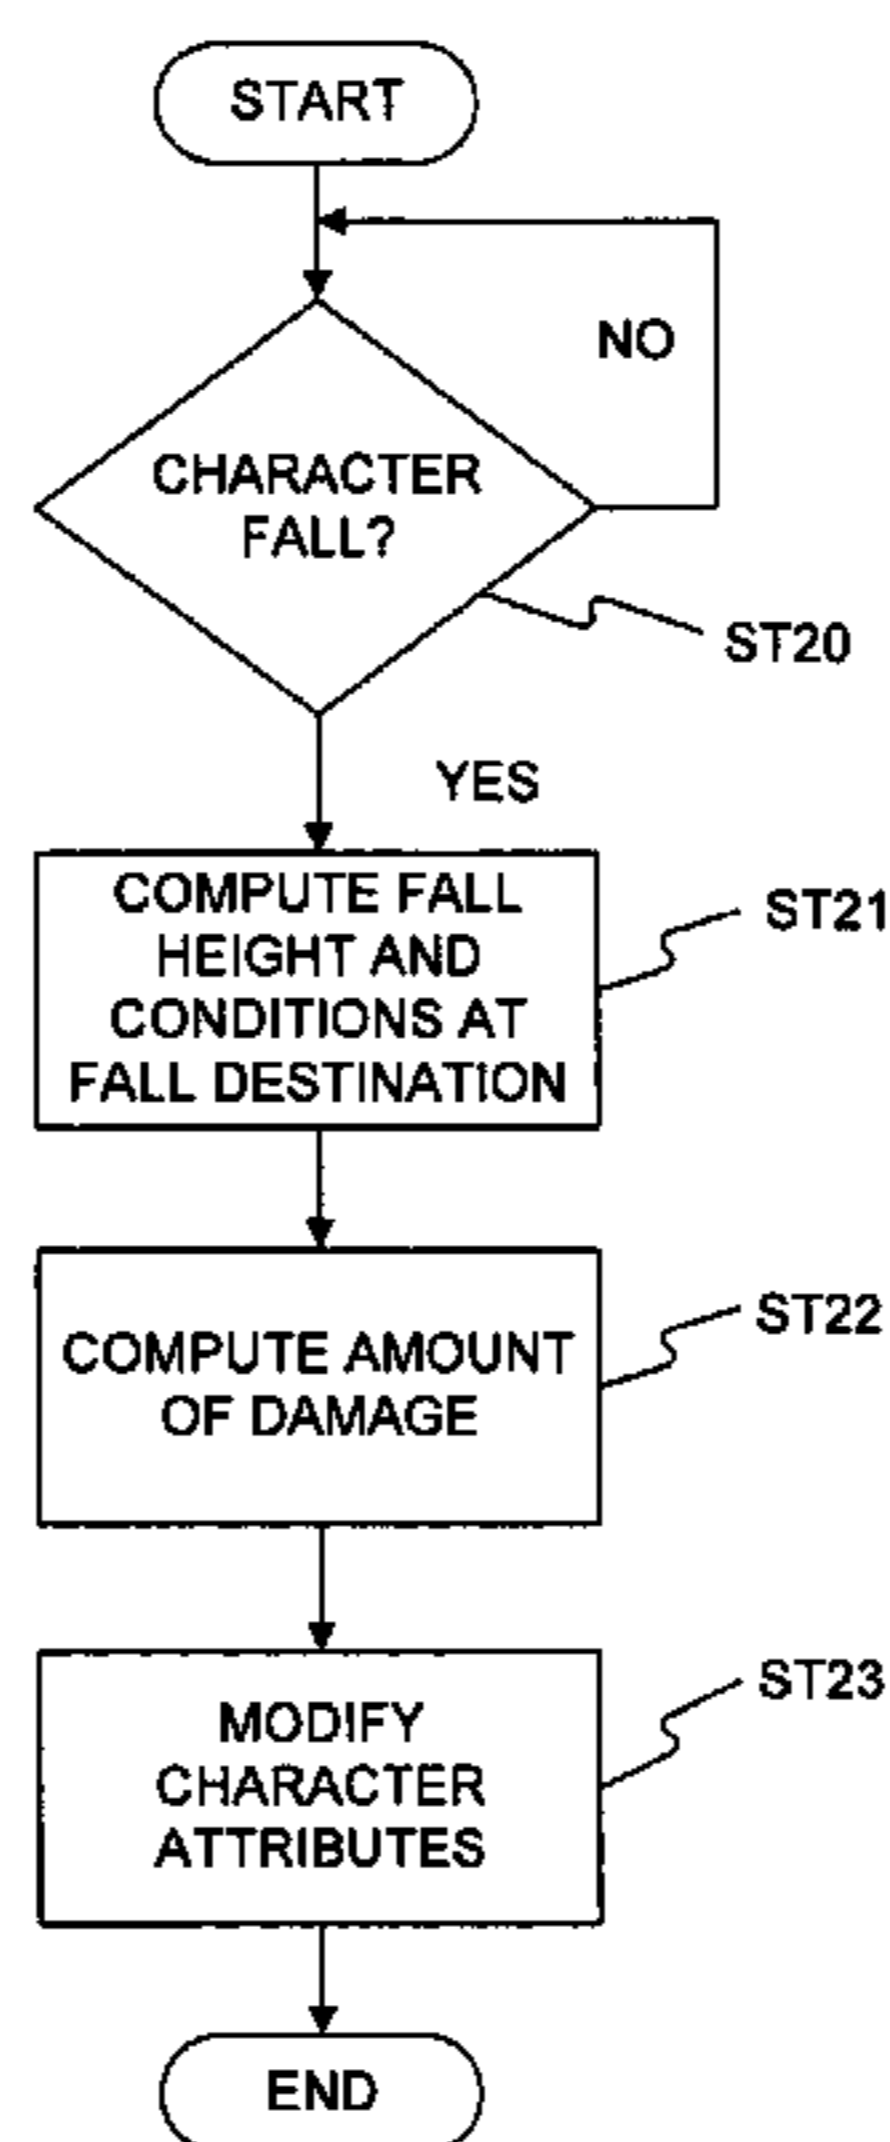 START
NO
CHARACTER
FALL?
ST20
YES
COMPUTE FALL
HEIGHT AND
CONDITIONS AT
FALL DESTINATION
ST21
COMPUTE AMOUNT
OF DAMAGE
ST22
MODIFY
CHARACTER
ATTRIBUTES
ST23
END